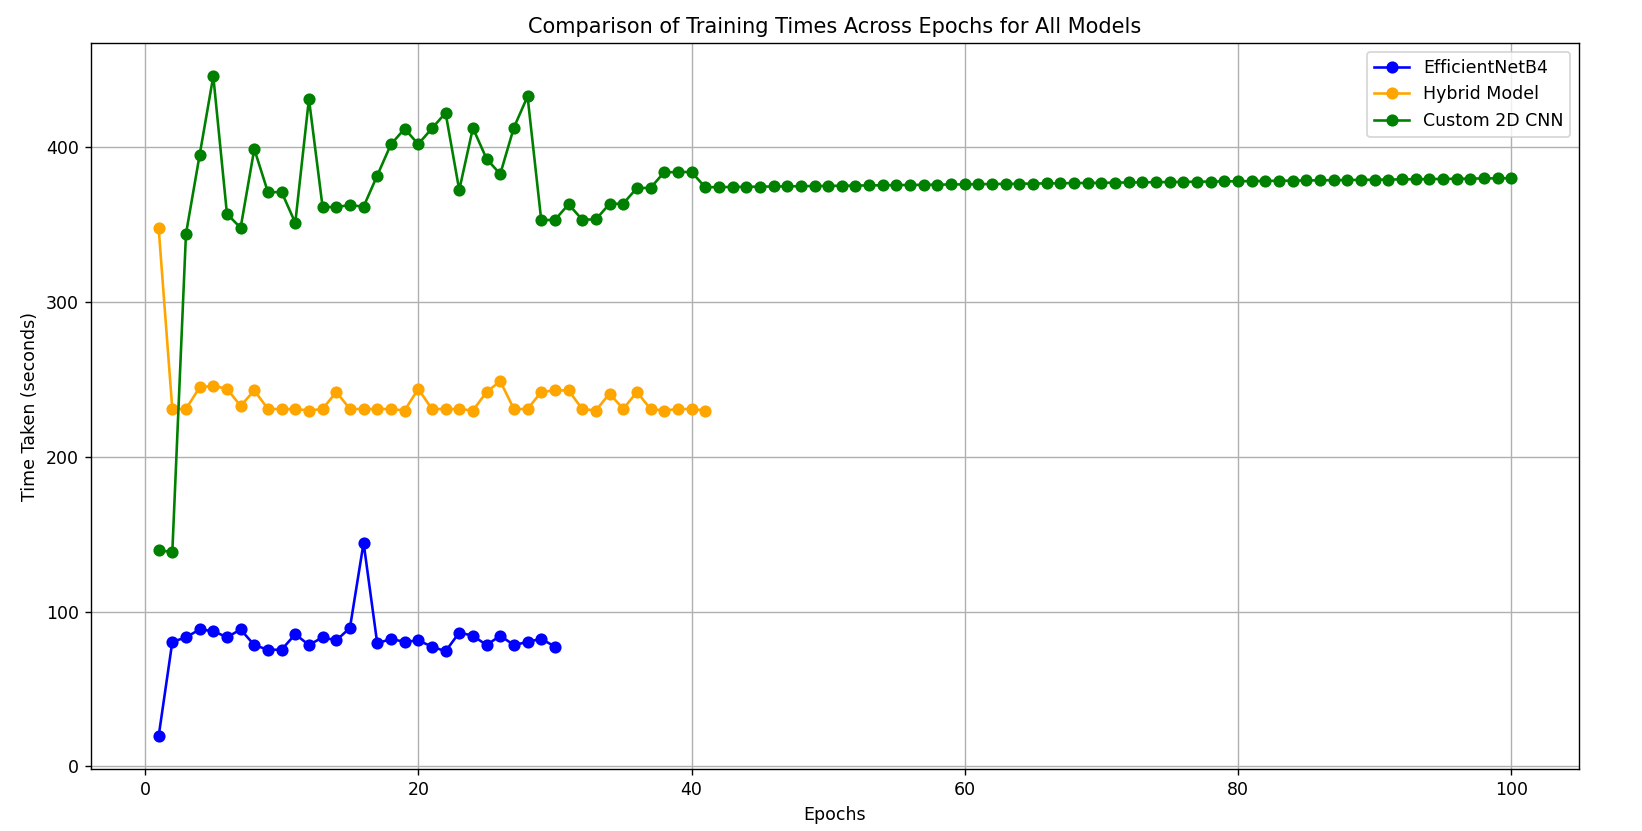 Comparison of Training Times Across Epochs for All Models
EfficientNetB4
Hybrid Model
Custom 2D CNN
Time Taken (seconds)
400
300
200
100
0
0 20 40 60 80 100
Epochs